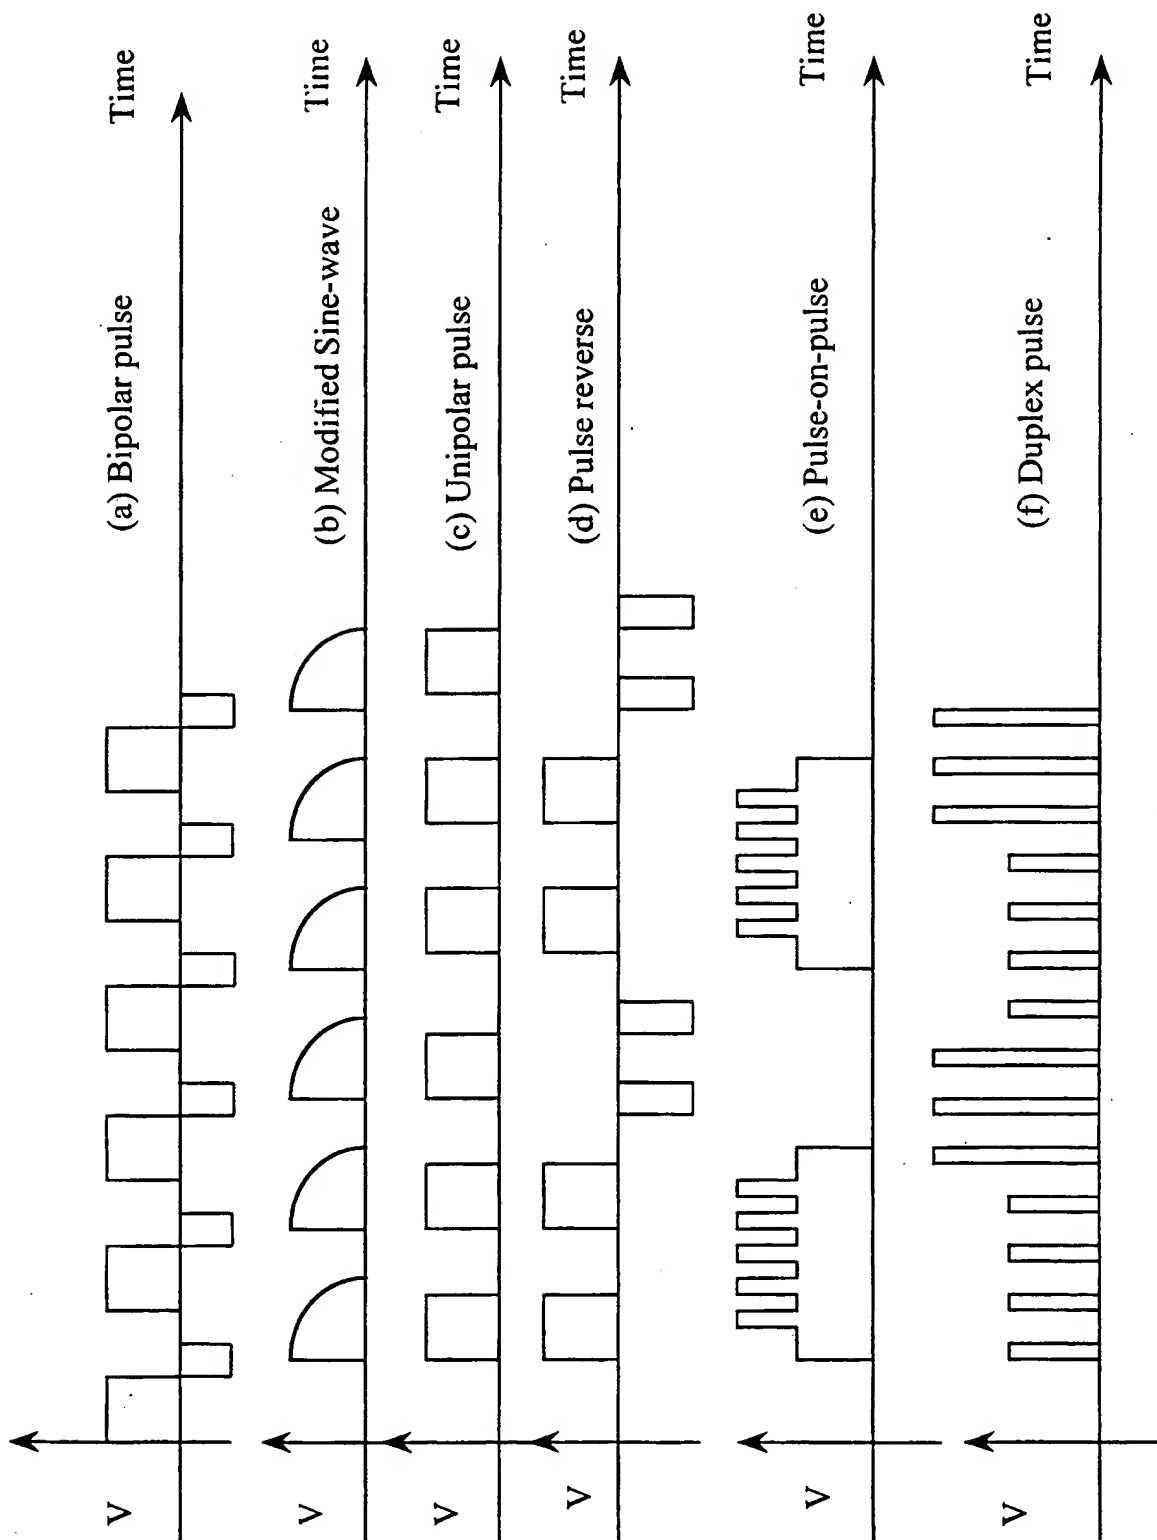 V
(a) Bipolar pulse
Time
V
(b) Modified Sine-wave
Time
V
(c) Unipolar pulse
Time
V
(d) Pulse reverse
Time
V
(e) Pulse-on-pulse
Time
V
(f) Duplex pulse
Time